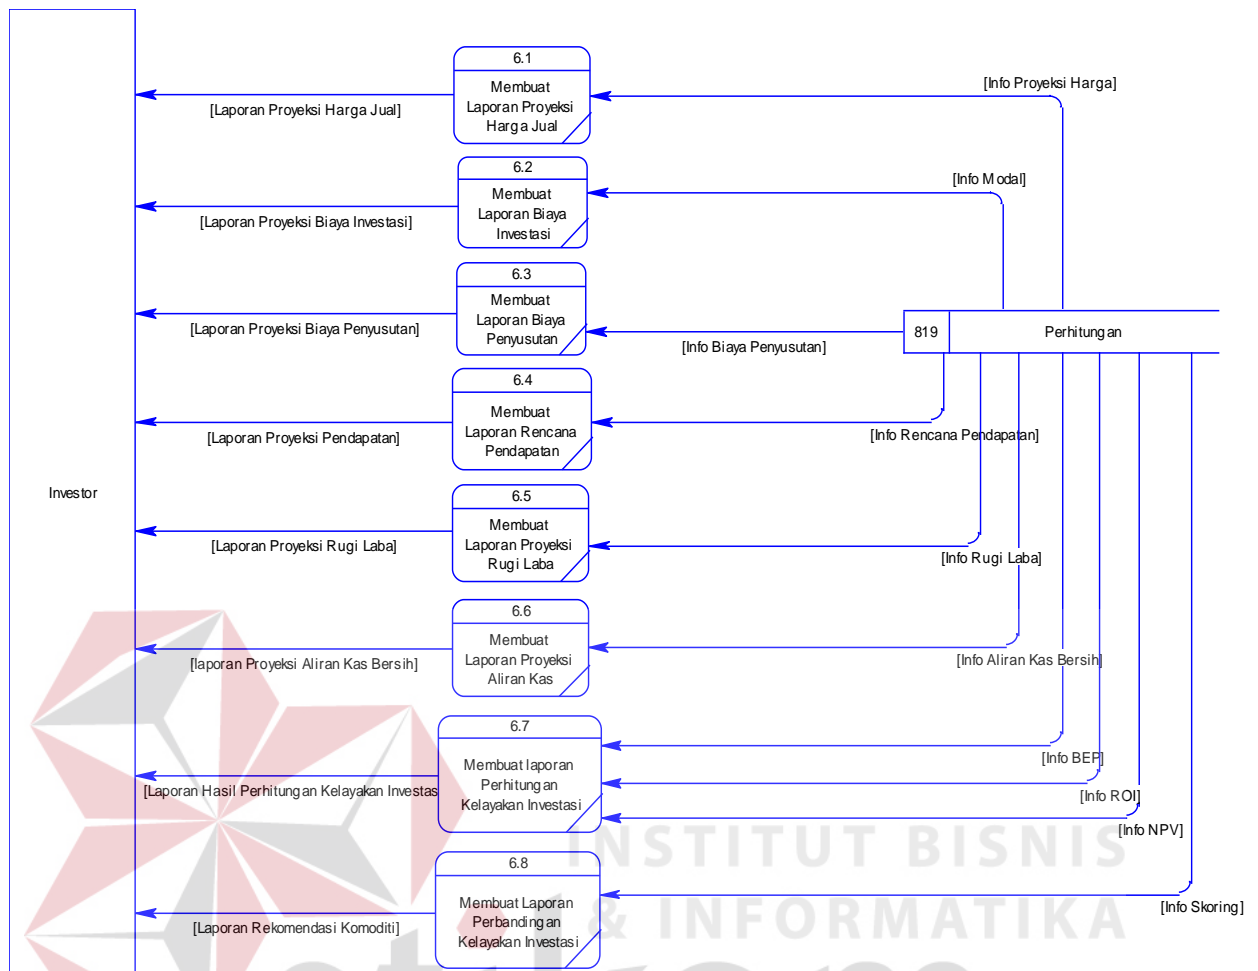 6.1
Membuat
Laporan Proyeksi
Harga Jual
[Info Proyeksi Harga]
[Laporan Proyeksi Harga Jual]
6.2
Membuat
Laporan Biaya
Investasi
[Info Modal]
[Laporan Proyeksi Biaya Investasi]
6.3
Membuat
Laporan Biaya
Penyusutan
[Laporan Proyeksi Biaya Penyusutan]
[Info Biaya Penyusutan]
819
Perhitungan
6.4
Membuat
Laporan Rencana
Pendapatan
[Laporan Proyeksi Pendapatan]
[Info Rencana Pendapatan]
Investor
6.5
Membuat
Laporan Proyeksi
Rugi Laba
[Laporan Proyeksi Rugi Laba]
[Info Rugi Laba]
6.6
Membuat
Laporan Proyeksi
Aliran Kas
[laporan Proyeksi Aliran Kas Bersih]
[Info Aliran Kas Bersih]
6.7
Membuat laporan
Perhitungan
Kelayakan Investasi
[Laporan Hasil Perhitungan Kelayakan Investas
[Info BEP]
[Info ROI]
[Info NPV]
6.8
Membuat Laporan
Perbandingan
Kelayakan Investasi
[Laporan Rekomendasi Komoditi]
[Info Skoring]
INSTITUT BISNIS
& INFORMATIKA